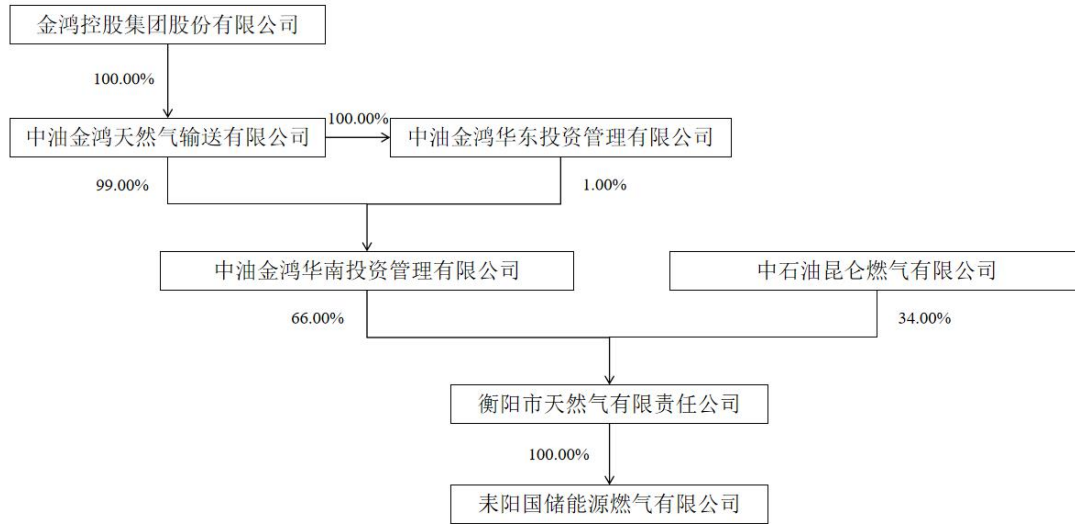 金鸿控股集团股份有限公司
100.00%
中油金鸿天然气输送有限公司
100.00%
中油金鸿华东投资管理有限公司
99.00%
1.00%
中油金鸿华南投资管理有限公司
中石油昆仑燃气有限公司
66.00%
34.00%
衡阳市天然气有限责任公司
100.00%
耒阳国储能源燃气有限公司